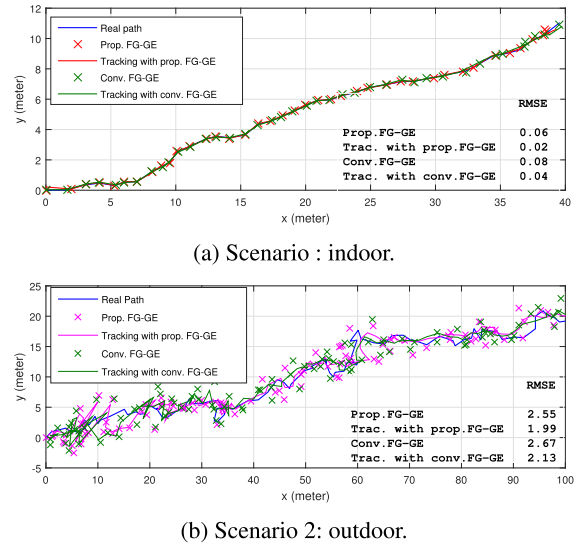 12
10
8
6
4
2
0
y (meter)
Real path
Prop. FG-GE
Tracking with prop. FG-GE
Conv. FG-GE
Tracking with conv. FG-GE
RMSE
Prop.FG-GE 0.06
Trac. with prop.FG-GE 0.02
Conv.FG-GE 0.08
Trac. with conv.FG-GE 0.04
0 5 10 15 20 25 30 35 40
x (meter)
(a) Scenario : indoor.
25
20
15
10
5
0
-5
y (meter)
Real Path
Prop. FG-GE
Tracking with prop. FG-GE
Conv. FG-GE
Tracking with conv. FG-GE
RMSE
Prop.FG-GE 2.55
Trac. with prop.FG-GE 1.99
Conv.FG-GE 2.67
Trac. with conv.FG-GE 2.13
0 10 20 30 40 50 60 70 80 90 100
x (meter)
(b) Scenario 2: outdoor.